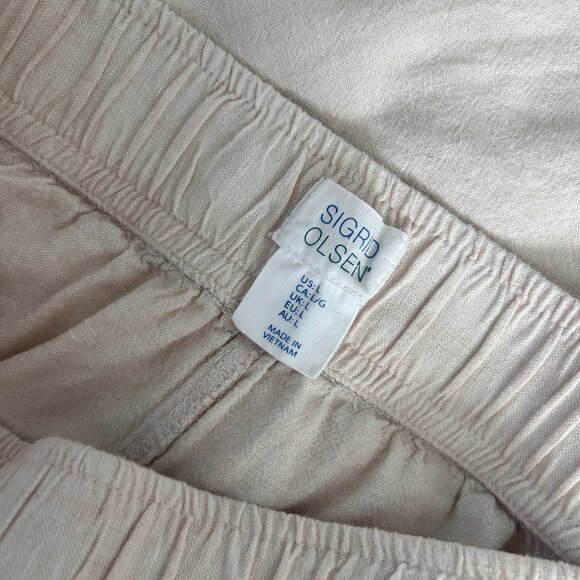 SIGRID
OLSEN®
US:L
CA:L/G
UK:L
EU:L
AU:L
MADE IN
VIETNAM